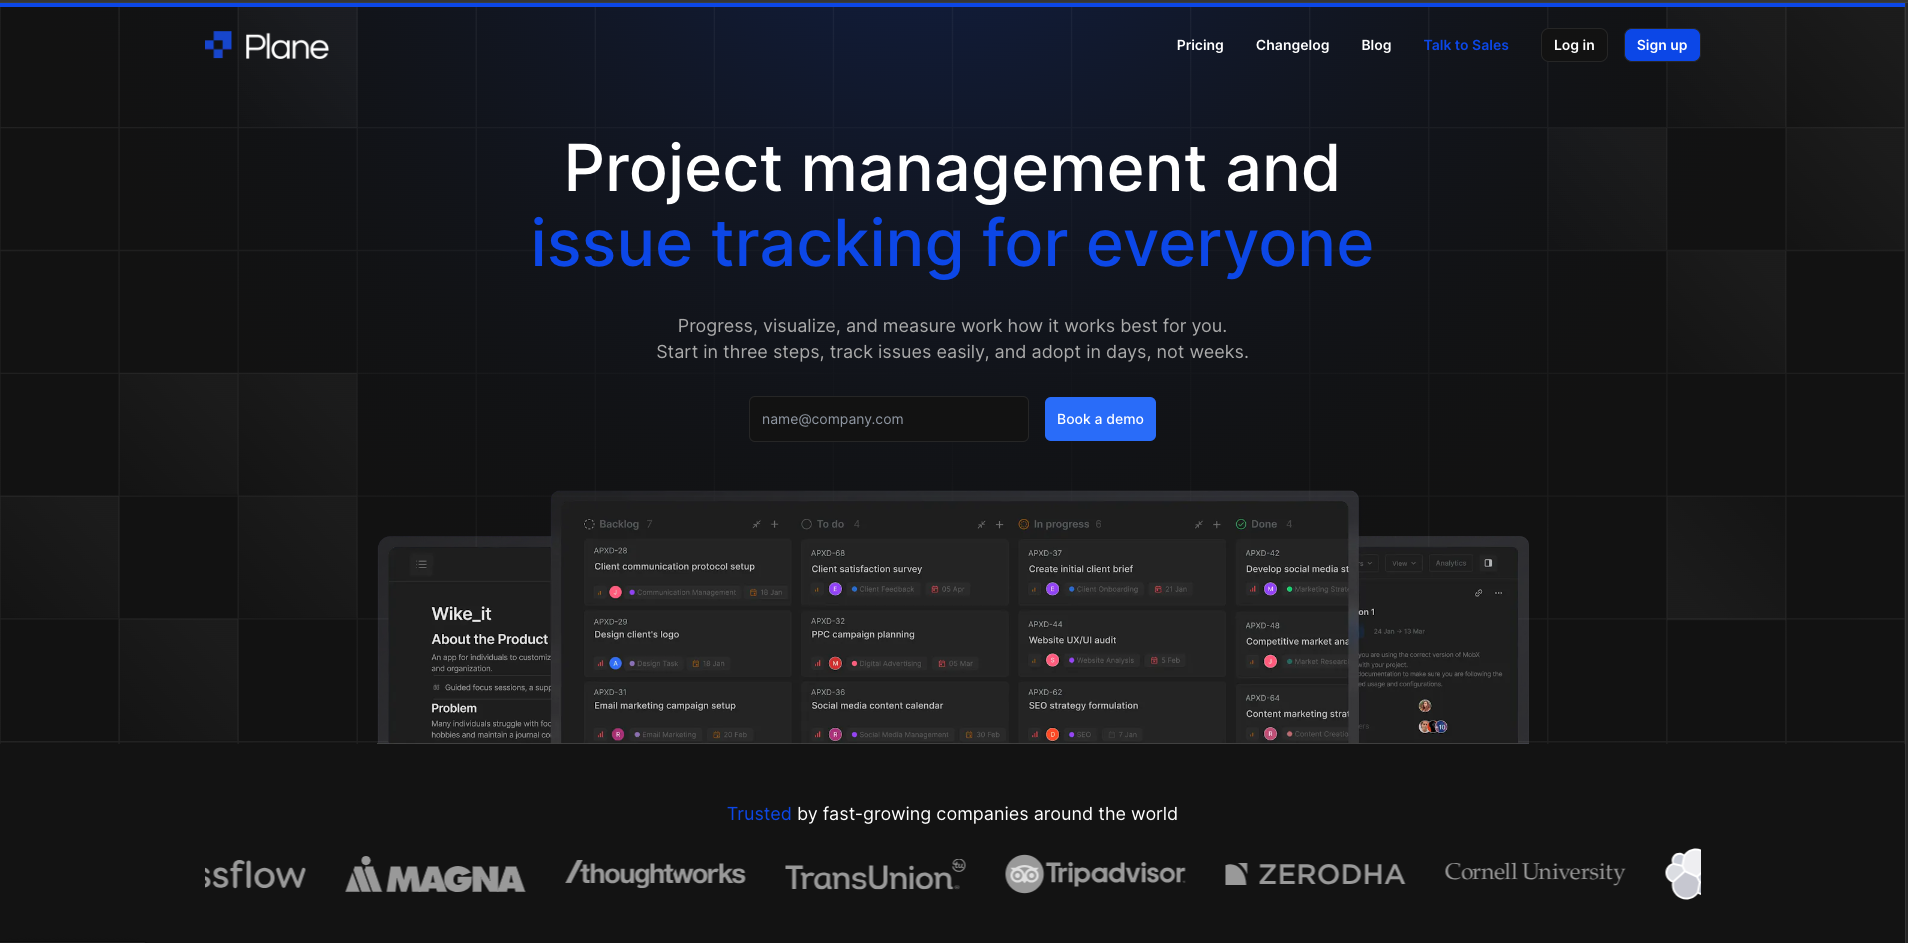 Plane
Pricing
Changelog
Blog
Talk to Sales
Log in
Sign up
Project management and
issue tracking for everyone
Progress, visualize, and measure work how it works best for you.
Start in three steps, track issues easily, and adopt in days, not weeks.
name@company.com
Book a demo
Wike_it
About the Product
An app for individuals to customiz
and organization.
Guided focus sessions, a supp
Problem
Many individuals struggle with foc
hobbies and maintain a journal co
Backlog 7
APXD-28
Client communication protocol setup
J Communication Management 18 Jan
APXD-29
Design client's logo
A Design Task 18 Jan
APXD-31
Email marketing campaign setup
R Email Marketing 20 Feb
To do 4
APXD-68
Client satisfaction survey
E Client Feedback 05 Apr
APXD-32
PPC campaign planning
M Digital Advertising 06 Mar
APXD-36
Social media content calendar
R Social Media Management 30 Feb
In progress 6
APXD-37
Create initial client brief
E Client Onboarding 21 Jan
APXD-44
Website UX/UI audit
S Website Analysis 5 Feb
APXD-62
SEO strategy formulation
D SEO 7 Jan
Done 4
APXD-42
Develop social media st
M Marketing Strate
APXD-48
Competitive market ana
J Market Researc
APXD-64
Content marketing strat
R Content Creatio
View
Analytics
on 1
24 Jan → 13 Mar
you are using the correct version of MobX
with your project.
documentation to make sure you are following the
ed usage and configurations.
+10
Trusted by fast-growing companies around the world
sflow
MAGNA
/thoughtworks
TransUnion
tu
Tripadvisor
ZERODHA
Cornell University